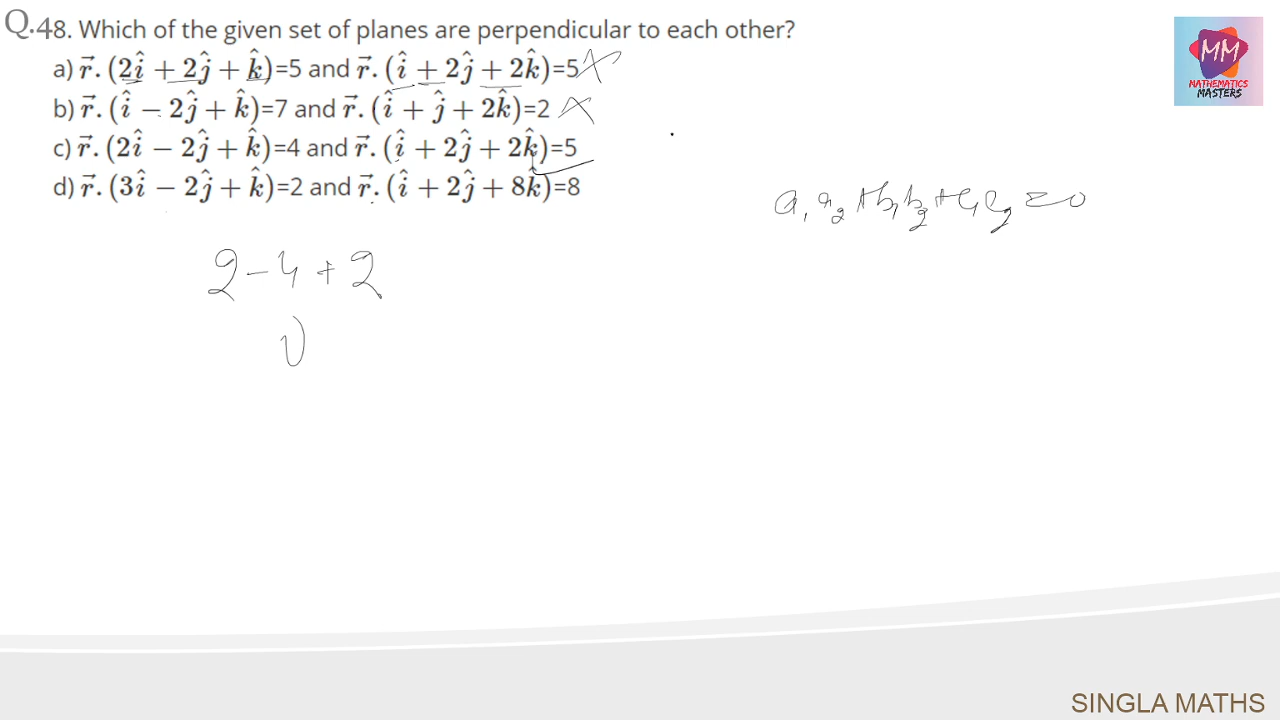 Q.48. Which of the given set of planes are perpendicular to each other?
a) r⃗. (2î + 2ĵ + k̂)=5 and r⃗. (î + 2ĵ + 2k̂)=5 ✗
b) r⃗. (î − 2ĵ + k̂)=7 and r⃗. (î + ĵ + 2k̂)=2 ✗
c) r⃗. (2î − 2ĵ + k̂)=4 and r⃗. (î + 2ĵ + 2k̂)=5
d) r⃗. (3î − 2ĵ + k̂)=2 and r⃗. (î + 2ĵ + 8k̂)=8
a₁a₂ + b₁b₂ + c₁c₂ = 0
2 - 4 + 2
0
MM
MATHEMATICS
MASTERS
SINGLA MATHS